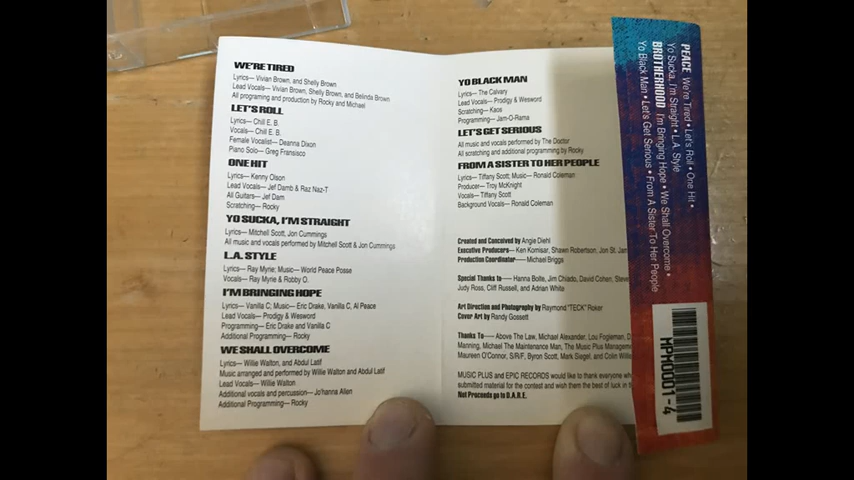 WE'RE TIRED
Lyrics— Vivian Brown, and Shelly Brown
Lead Vocals— Vivian Brown, Shelly Brown, and Belinda Brown
All programing and production by Rocky and Michael
LET'S ROLL
Lyrics— Chill E. B.
Vocals— Chill E. B.
Female Vocalist— Deanna Dixon
Piano Solo— Greg Fransisco
ONE HIT
Lyrics— Kenny Olson
Lead Vocals— Jef Damb & Raz Naz-T
All Guitars— Jef Dam
Scratching— Rocky
YO SUCKA, I'M STRAIGHT
Lyrics— Mitchell Scott, Jon Cummings
All music and vocals performed by Mitchell Scott & Jon Cummings
L.A. STYLE
Lyrics— Ray Myrie; Music— World Peace Posse
Vocals— Ray Myrie & Robby O.
I'M BRINGING HOPE
Lyrics— Vanilla C; Music— Eric Drake, Vanilla C, Al Peace
Lead Vocals— Prodigy & Wesword
Programming— Eric Drake and Vanilla C
Additional Programming— Rocky
WE SHALL OVERCOME
Lyrics— Willie Walton, and Abdul Latif
Music arranged and performed by Willie Walton and Abdul Latif
Lead Vocals— Willie Walton
Additional vocals and percussion— Jo'hanna Allen
Additional Programming— Rocky
YO BLACK MAN
Lyrics— The Calvary
Lead Vocals— Prodigy & Wesword
Scratching— Kaos
Programming— Jam-O-Rama
LET'S GET SERIOUS
All music and vocals performed by The Doctor
All scratching and additional programming by Rocky
FROM A SISTER TO HER PEOPLE
Lyrics— Tiffany Scott; Music— Ronald Coleman
Producer— Troy McKnight
Vocals— Tiffany Scott
Background Vocals— Ronald Coleman
Created and Conceived by Angie Diehl
Executive Producers— Ken Komisar, Shawn Robertson, Jon St. Jam
Production Coordinator— Michael Briggs
Special Thanks to— Hanna Bolte, Jim Chiado, David Cohen, Steve
Judy Ross, Cliff Russell, and Adrian White
Art Direction and Photography by Raymond "TECK" Roker
Cover Art by Randy Gossett
Thanks To— Above The Law, Michael Alexander, Lou Fogleman, D
Manning, Michael The Maintenance Man, The Music Plus Manageme
Maureen O'Connor, S/R/F, Byron Scott, Mark Siegel, and Colin Willi
MUSIC PLUS and EPIC RECORDS would like to thank everyone wh
submitted material for the contest and wish them the best of luck in t
Net Proceeds go to D.A.R.E.
PEACE We're Tired • Let's Roll • One Hit •
Yo Sucka, I'm Straight • L.A. Style
BROTHERHOOD I'm Bringing Hope • We Shall Overcome •
Yo Black Man • Let's Get Serious • From A Sister To Her People
MPM0001-4